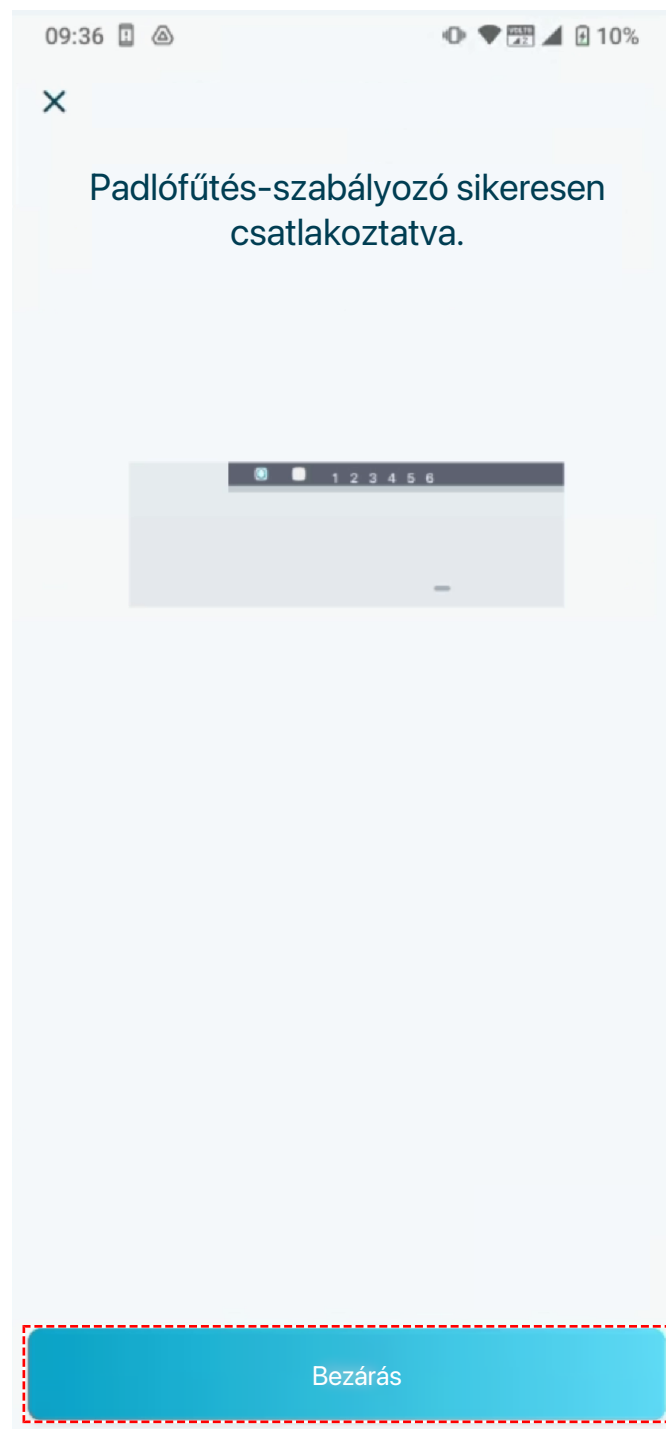 09:36 10%
Padlófűtés-szabályozó sikeresen
csatlakoztatva.
1 2 3 4 5 6
Bezárás